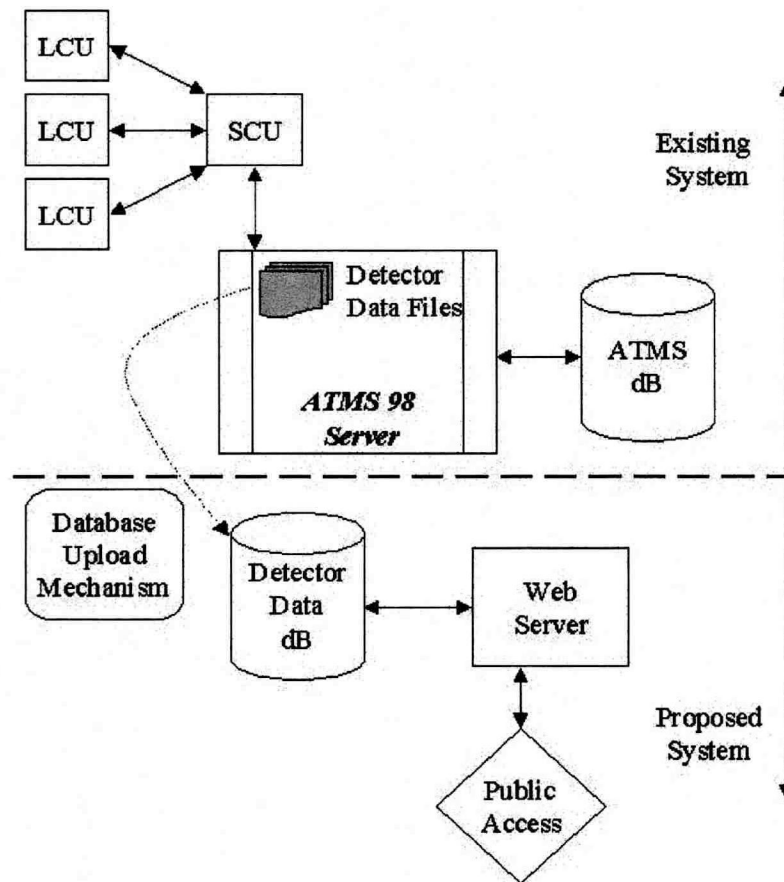 LCU
LCU
SCU
LCU
Existing
System
Detector
Data Files
ATMS 98
Server
ATMS
dB
Database
Upload
Mechanism
Detector
Data
dB
Web
Server
Proposed
System
Public
Access